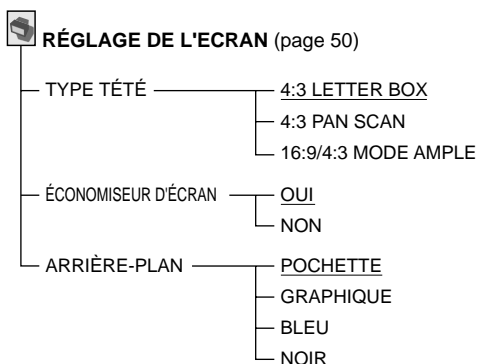 RÉGLAGE DE L'ECRAN (page 50)
TYPE TÉTÉ 4:3 LETTER BOX
4:3 PAN SCAN
16:9/4:3 MODE AMPLE
ÉCONOMISEUR D'ÉCRAN OUI
NON
ARRIÈRE-PLAN POCHETTE
GRAPHIQUE
BLEU
NOIR